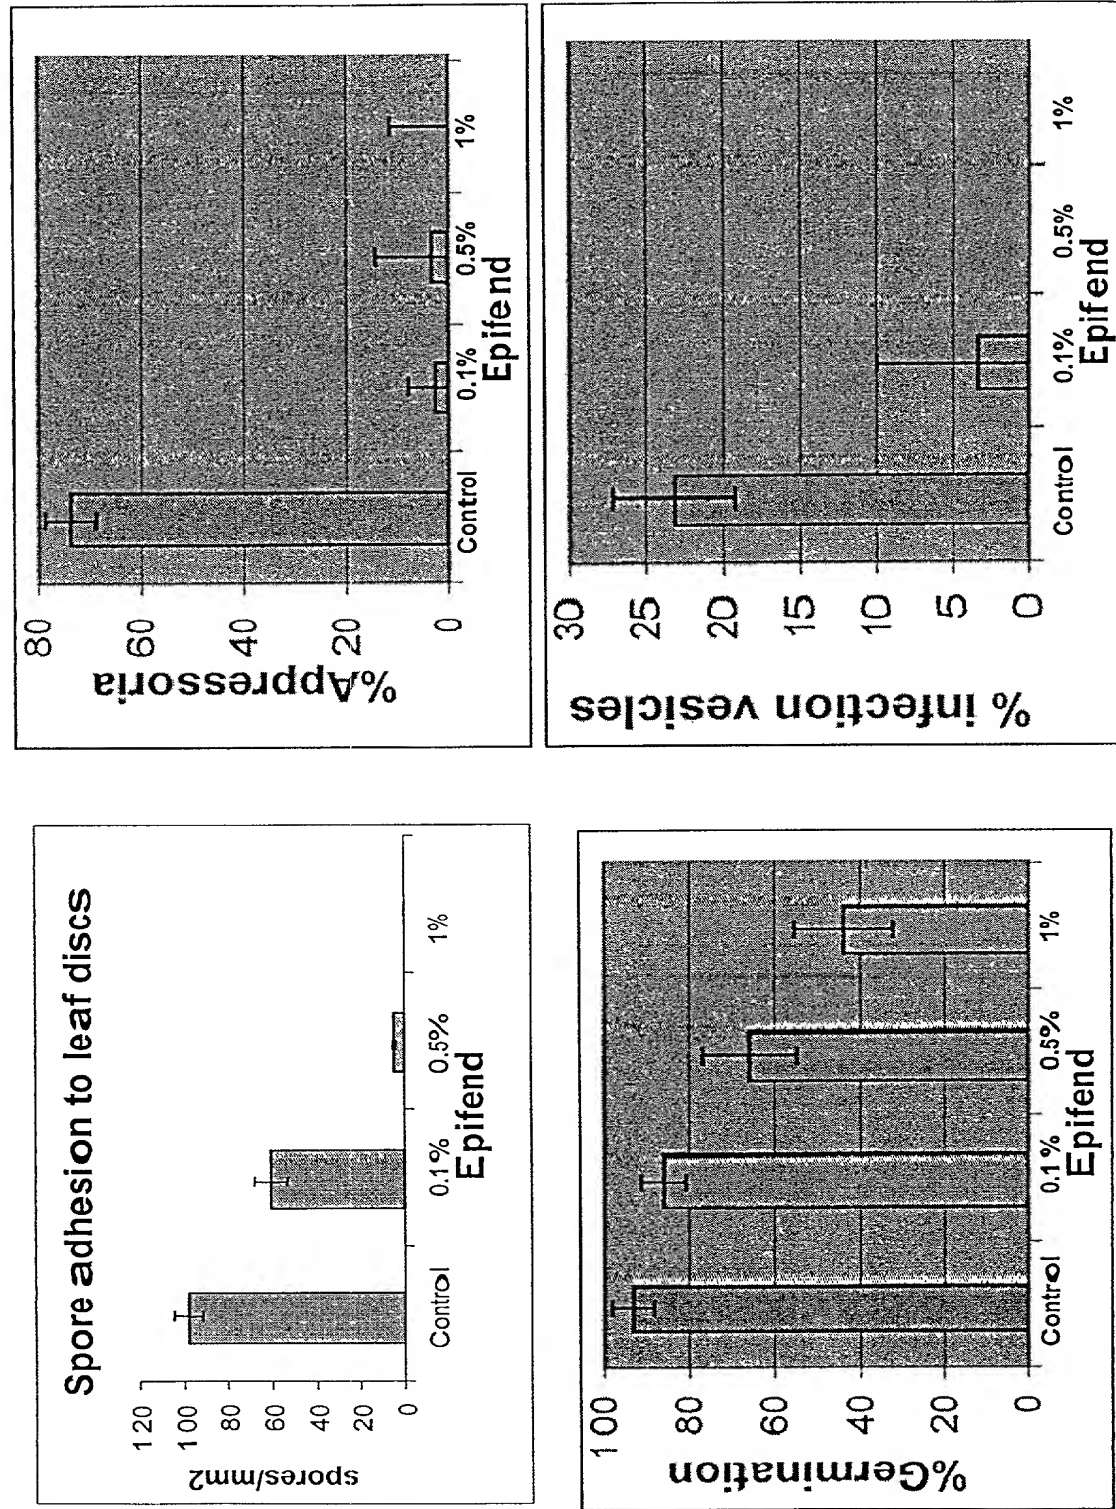 Spore adhesion to leaf discs
spores/mm2
120
100
80
60
40
20
0
Control 0.1% 0.5% 1%
Epifend
%Appressoria
80
60
40
20
0
Control 0.1% 0.5% 1%
Epifend
%Germination
100
80
60
40
20
0
Control 0.1% 0.5% 1%
Epifend
% infection vesicles
30
25
20
15
10
5
0
Control 0.1% 0.5% 1%
Epifend